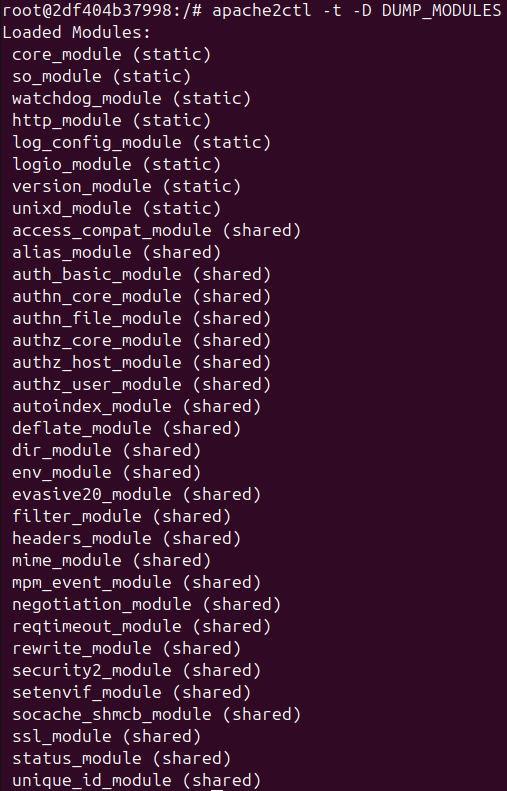 root@2df404b37998:/# apache2ctl -t -D DUMP_MODULES
Loaded Modules:
 core_module (static)
 so_module (static)
 watchdog_module (static)
 http_module (static)
 log_config_module (static)
 logio_module (static)
 version_module (static)
 unixd_module (static)
 access_compat_module (shared)
 alias_module (shared)
 auth_basic_module (shared)
 authn_core_module (shared)
 authn_file_module (shared)
 authz_core_module (shared)
 authz_host_module (shared)
 authz_user_module (shared)
 autoindex_module (shared)
 deflate_module (shared)
 dir_module (shared)
 env_module (shared)
 evasive20_module (shared)
 filter_module (shared)
 headers_module (shared)
 mime_module (shared)
 mpm_event_module (shared)
 negotiation_module (shared)
 reqtimeout_module (shared)
 rewrite_module (shared)
 security2_module (shared)
 setenvif_module (shared)
 socache_shmcb_module (shared)
 ssl_module (shared)
 status_module (shared)
 unique_id_module (shared)